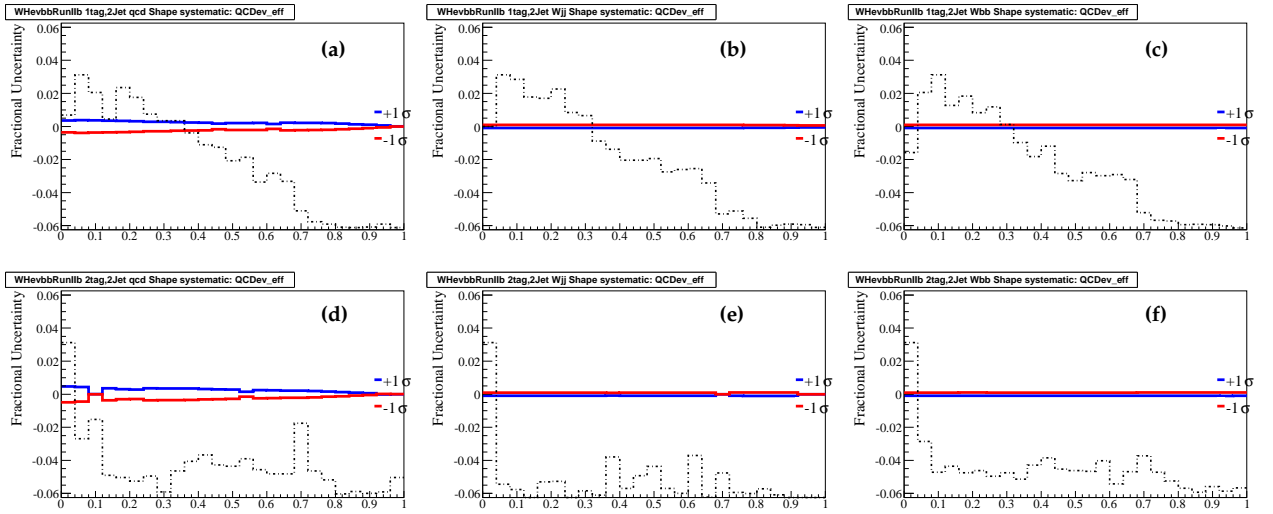 WHevbbRunIIb 1tag,2Jet qcd Shape systematic: QCDev_eff
Fractional Uncertainty
0.06
0.04
0.02
0
-0.02
-0.04
-0.06
0 0.1 0.2 0.3 0.4 0.5 0.6 0.7 0.8 0.9 1
(a)
+1σ
-1σ
WHevbbRunIIb 1tag,2Jet Wjj Shape systematic: QCDev_eff
Fractional Uncertainty
0.06
0.04
0.02
0
-0.02
-0.04
-0.06
0 0.1 0.2 0.3 0.4 0.5 0.6 0.7 0.8 0.9 1
(b)
+1σ
-1σ
WHevbbRunIIb 1tag,2Jet Wbb Shape systematic: QCDev_eff
Fractional Uncertainty
0.06
0.04
0.02
0
-0.02
-0.04
-0.06
0 0.1 0.2 0.3 0.4 0.5 0.6 0.7 0.8 0.9 1
(c)
+1σ
-1σ
WHevbbRunIIb 2tag,2Jet qcd Shape systematic: QCDev_eff
Fractional Uncertainty
0.06
0.04
0.02
0
-0.02
-0.04
-0.06
0 0.1 0.2 0.3 0.4 0.5 0.6 0.7 0.8 0.9 1
(d)
+1σ
-1σ
WHevbbRunIIb 2tag,2Jet Wjj Shape systematic: QCDev_eff
Fractional Uncertainty
0.06
0.04
0.02
0
-0.02
-0.04
-0.06
0 0.1 0.2 0.3 0.4 0.5 0.6 0.7 0.8 0.9 1
(e)
+1σ
-1σ
WHevbbRunIIb 2tag,2Jet Wbb Shape systematic: QCDev_eff
Fractional Uncertainty
0.06
0.04
0.02
0
-0.02
-0.04
-0.06
0 0.1 0.2 0.3 0.4 0.5 0.6 0.7 0.8 0.9 1
(f)
+1σ
-1σ